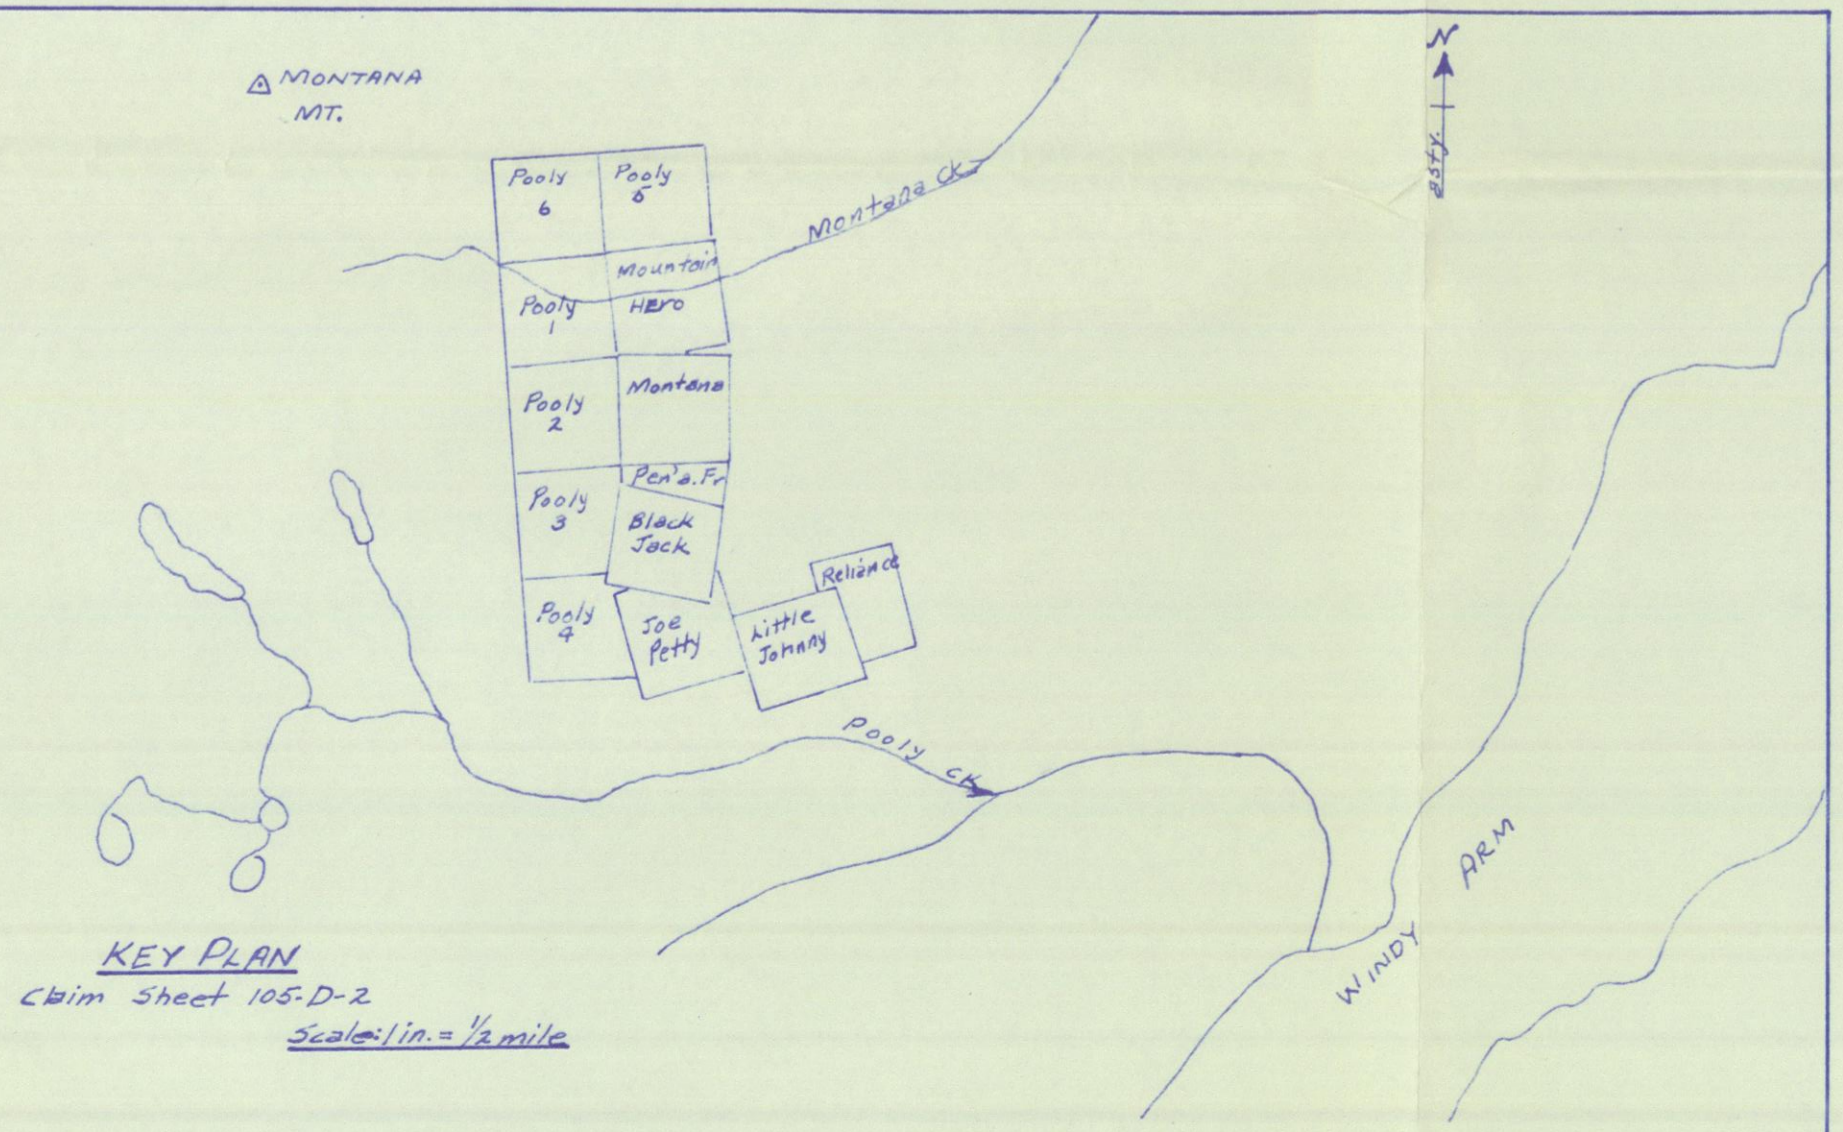 MONTANA
MT.
N
asty.
Pooly
6
Pooly
5
Montana CK.
Mountain
Hero
Pooly
1
Montana
Pooly
2
Pen'a. Fr
Pooly
3
Black
Jack
Reliance
Pooly
4
Joe
Petty
Little
Johnny
Pooly CK.
WINDY ARM
KEY PLAN
Claim Sheet 105-D-2
Scale: 1 in. = 1/2 mile